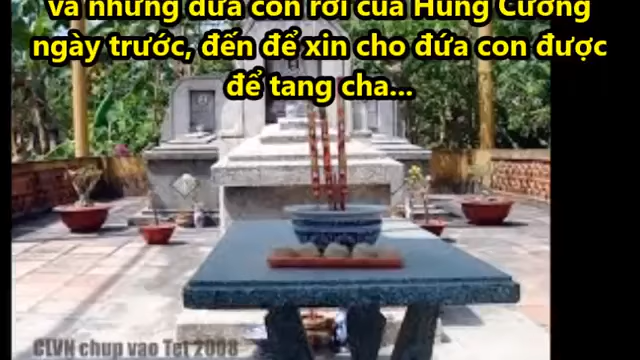 và những đứa con rơi của Hùng Cường
ngày trước, đến để xin cho đứa con được
để tang cha...
CLVN chup vao Tet 2008